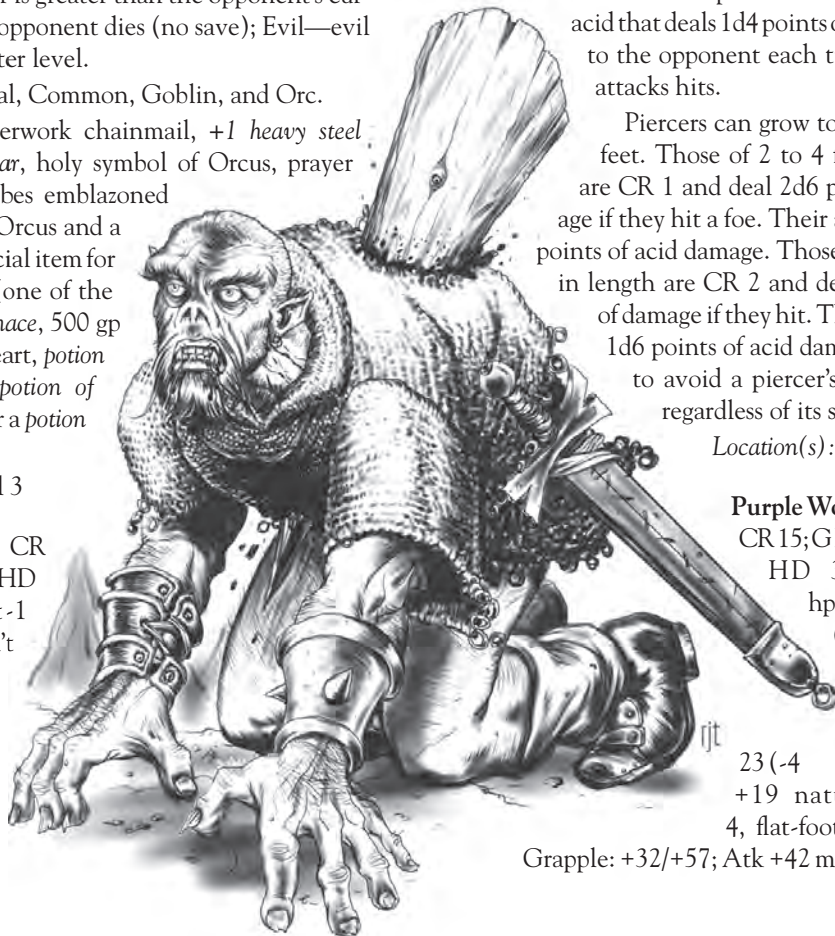 is greater than the opponent's cur-
opponent dies (no save); Evil—evil
ter level.
al, Common, Goblin, and Orc.
erwork chainmail, +1 heavy steel
ar, holy symbol of Orcus, prayer
bes emblazoned
Orcus and a
cial item for
one of the
nace, 500 gp
eart, potion
potion of
r a potion
13
CR
HD
-1
't
acid that deals 1d4 points o
to the opponent each t
attacks hits.
Piercers can grow to
feet. Those of 2 to 4 f
are CR 1 and deal 2d6 p
age if they hit a foe. Their a
points of acid damage. Those
in length are CR 2 and de
of damage if they hit. T
1d6 points of acid dam
to avoid a piercer's
regardless of its s
Location(s):
Purple Wo
CR 15; G
HD 3
hp
23 (-4
+19 nat
4, flat-foot
Grapple: +32/+57; Atk +42 m
rjt